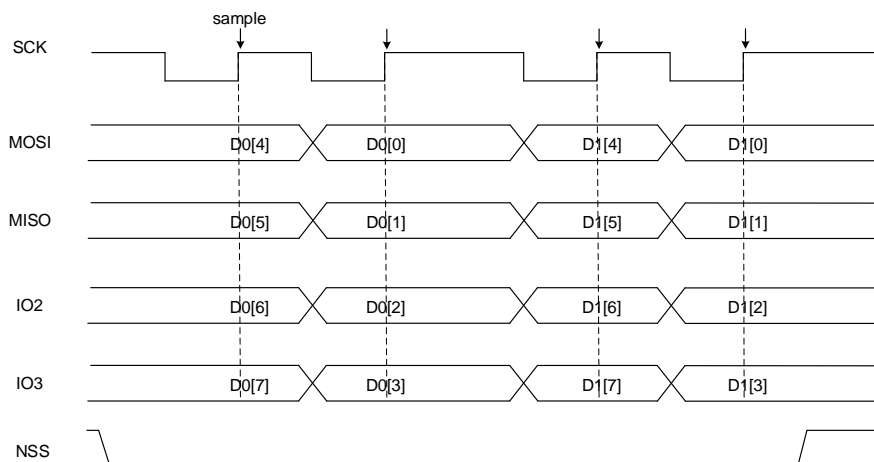 sample
SCK
MOSI D0[4] D0[0] D1[4] D1[0]
MISO D0[5] D0[1] D1[5] D1[1]
IO2 D0[6] D0[2] D1[6] D1[2]
IO3 D0[7] D0[3] D1[7] D1[3]
NSS